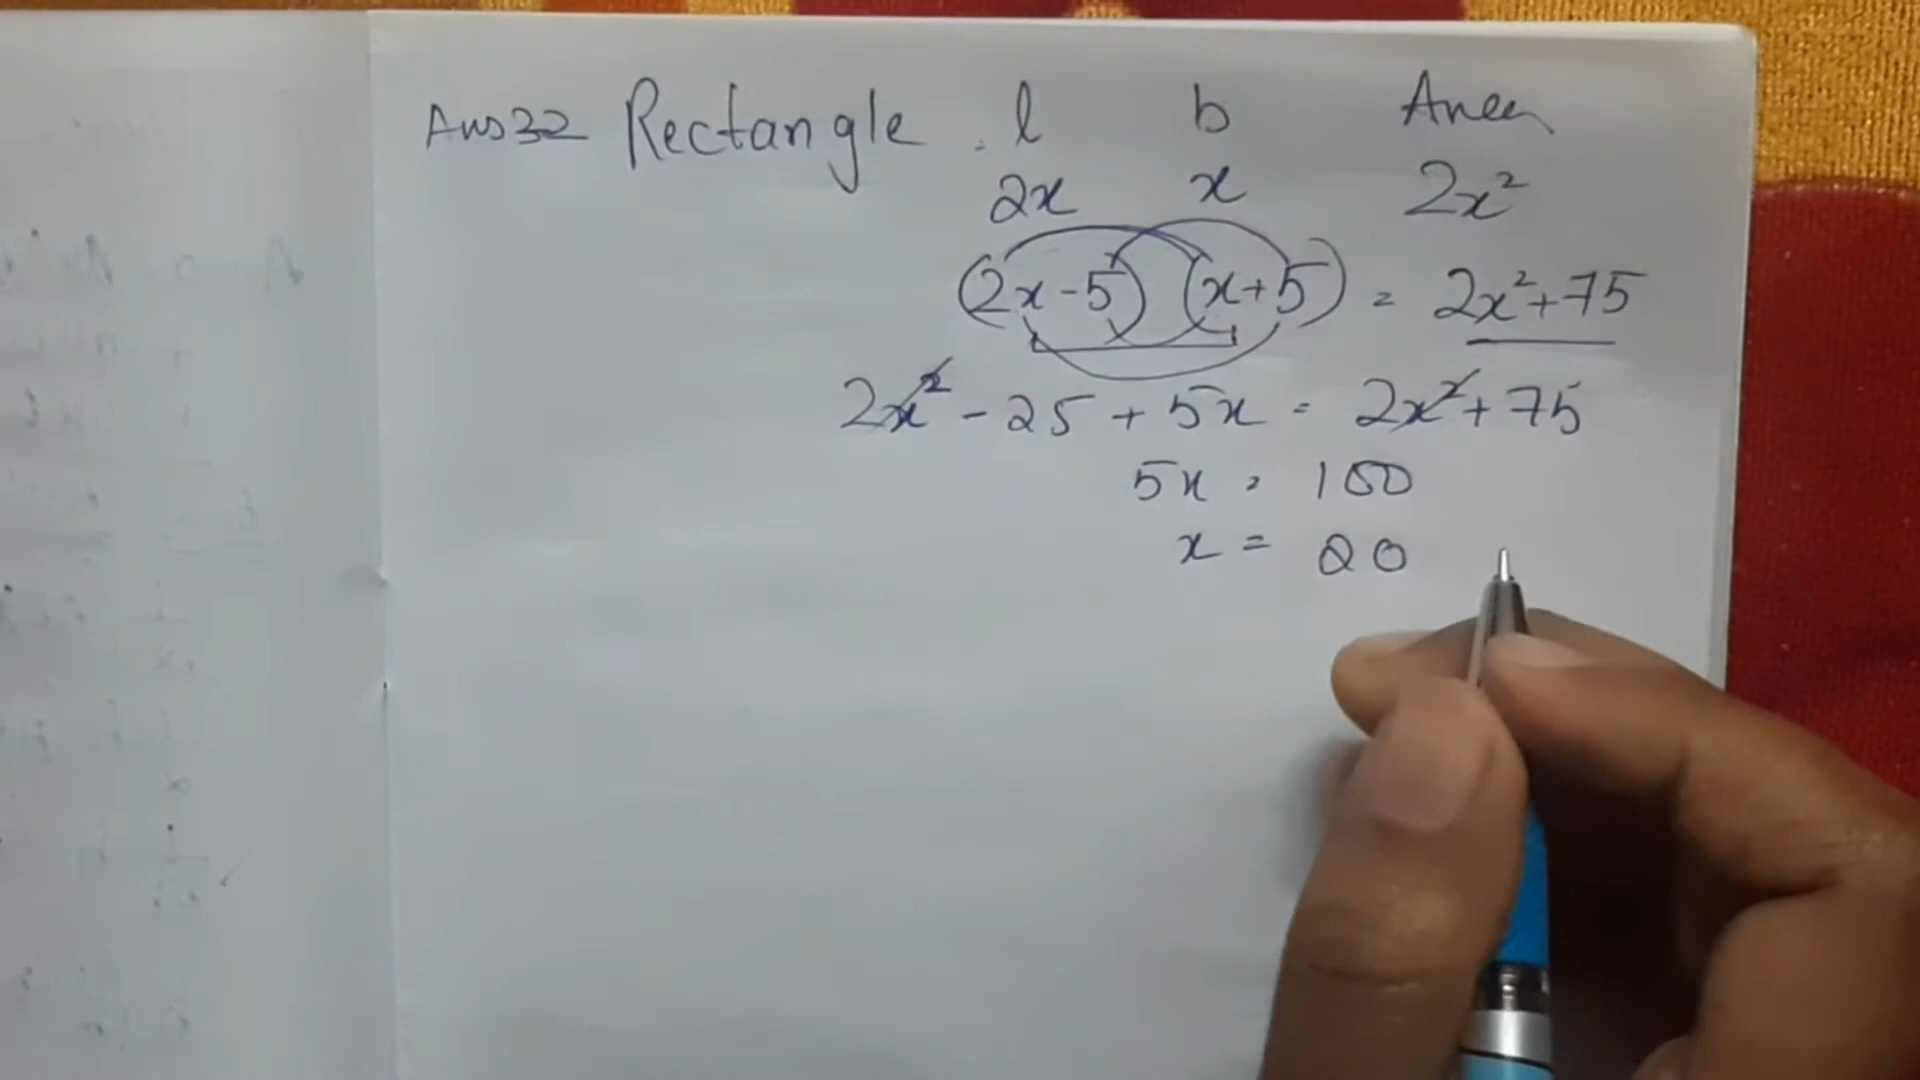 Ans32 Rectangle. l b Area
2x x 2x²
(2x-5) (x+5) = 2x²+75
2x² - 25 + 5x = 2x²+75
5x = 100
x = 20